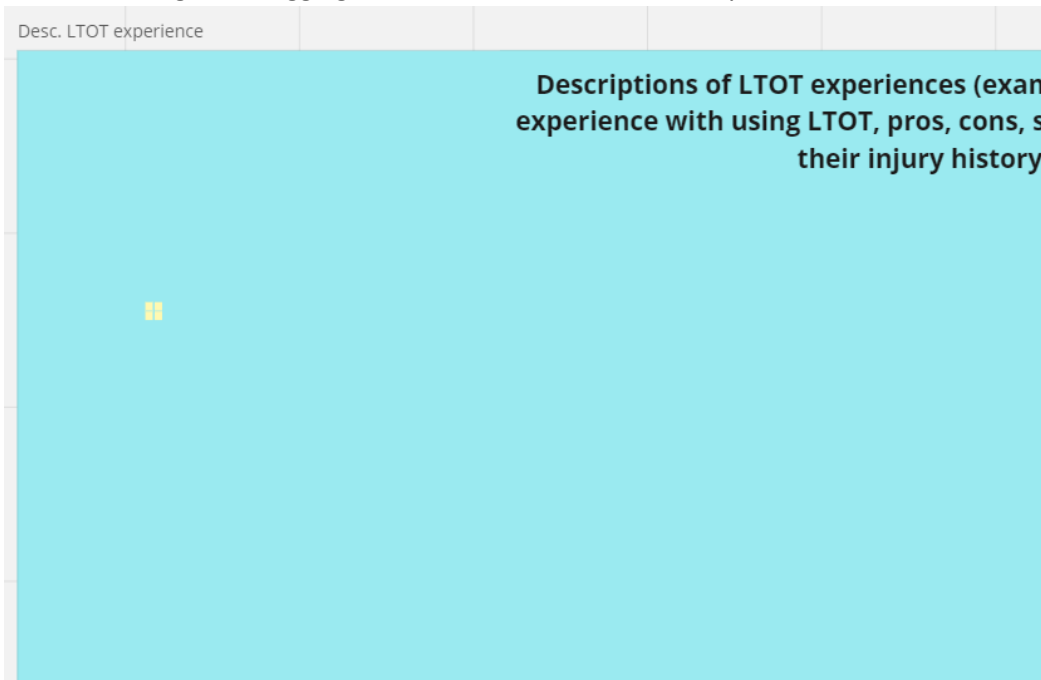 Desc. LTOT experience
Descriptions of LTOT experiences (exam
experience with using LTOT, pros, cons, s
their injury history